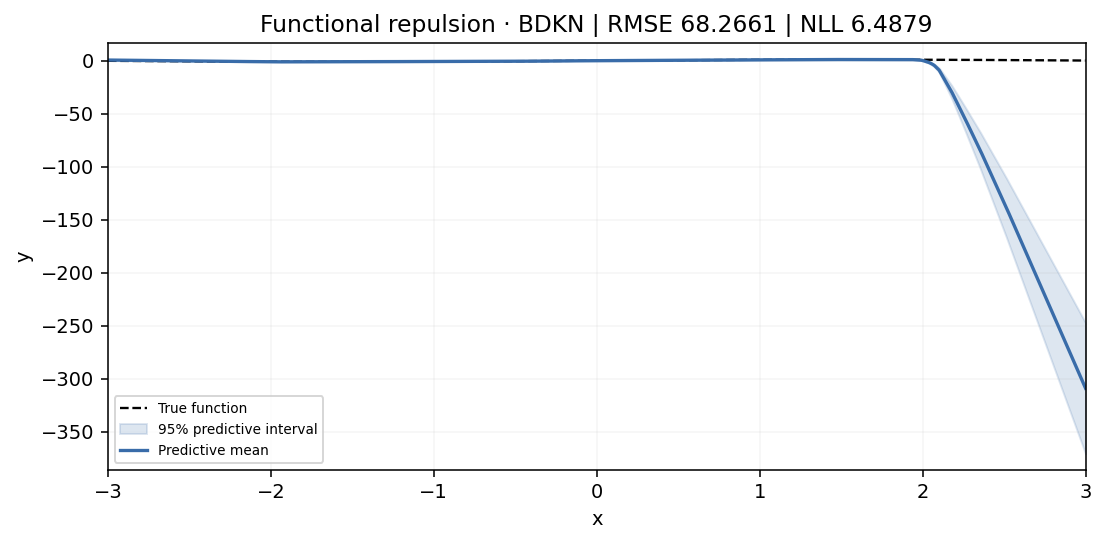 Functional repulsion · BDKN | RMSE 68.2661 | NLL 6.4879
0
−50
−100
−150
−200
−250
−300
−350
y
True function
95% predictive interval
Predictive mean
−3
−2
−1
0
1
2
3
x